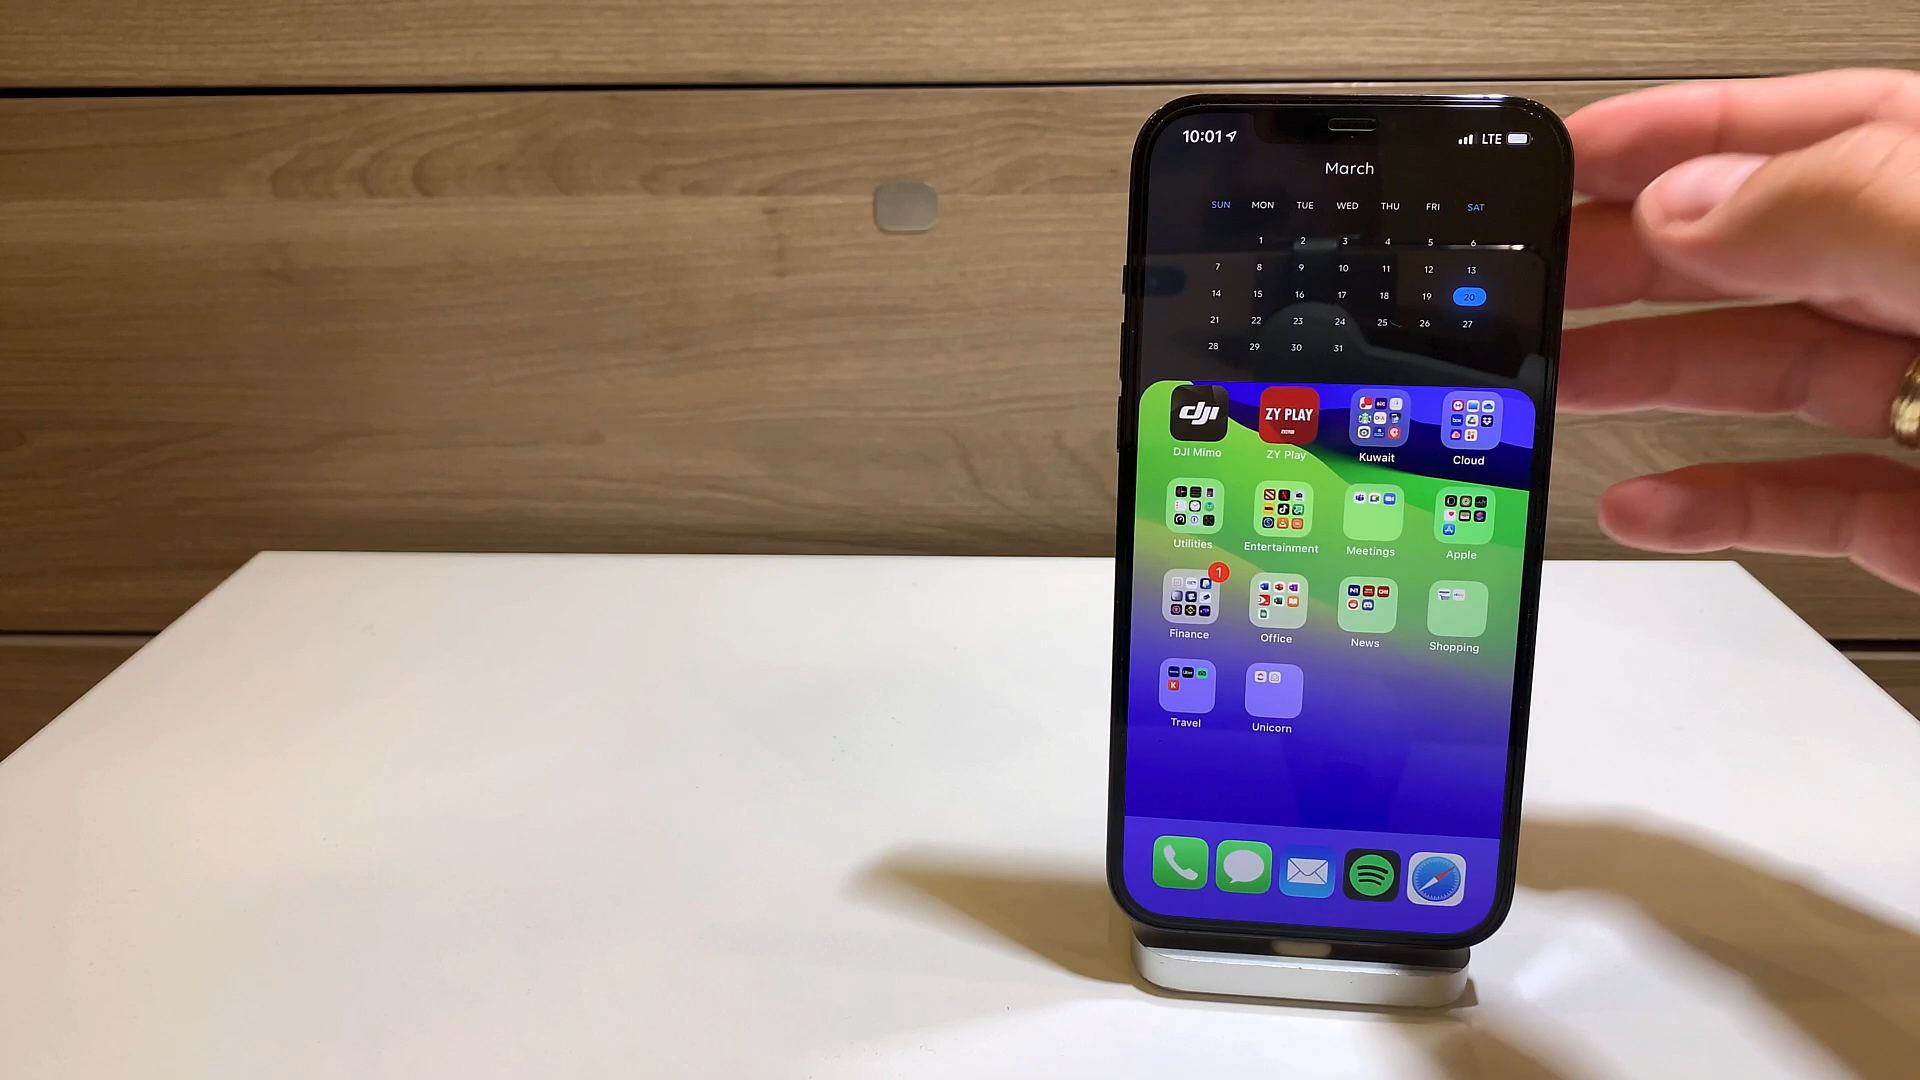 10:01 LTE
March
SUN MON TUE WED THU FRI SAT
1 2 3 4 5 6
7 8 9 10 11 12 13
14 15 16 17 18 19 20
21 22 23 24 25 26 27
28 29 30 31
dji ZY PLAY
DJI Mimo ZY Play Kuwait Cloud
Utilities Entertainment Meetings Apple
1
Finance Office News Shopping
Travel Unicorn